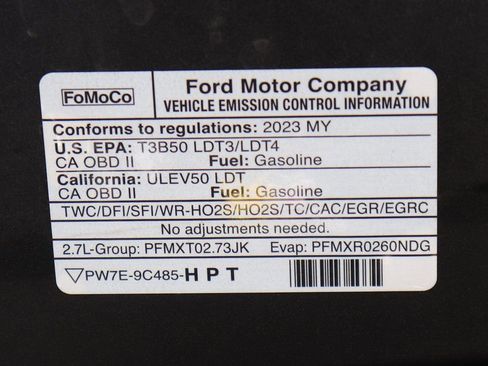 FoMoCo
Ford Motor Company
VEHICLE EMISSION CONTROL INFORMATION
Conforms to regulations: 2023 MY
U.S. EPA: T3B50 LDT3/LDT4
CA OBD II Fuel: Gasoline
California: ULEV50 LDT
CA OBD II Fuel: Gasoline
TWC/DFI/SFI/WR-HO2S/HO2S/TC/CAC/EGR/EGRC
No adjustments needed.
2.7L-Group: PFMXT02.73JK Evap: PFMXR0260NDG
▽PW7E-9C485-HPT